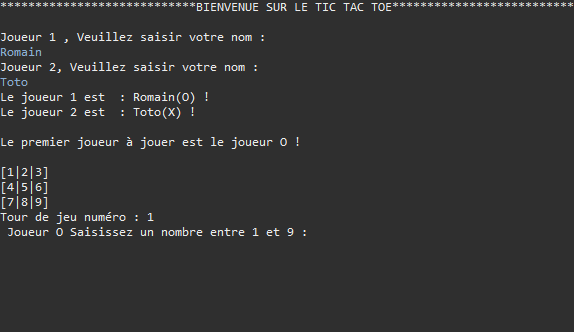 ****************************BIENVENUE SUR LE TIC TAC TOE**************************
Joueur 1 , Veuillez saisir votre nom :
Romain
Joueur 2, Veuillez saisir votre nom :
Toto
Le joueur 1 est  : Romain(O) !
Le joueur 2 est  : Toto(X) !
Le premier joueur à jouer est le joueur O !
[1|2|3]
[4|5|6]
[7|8|9]
Tour de jeu numéro : 1
 Joueur O Saisissez un nombre entre 1 et 9 :